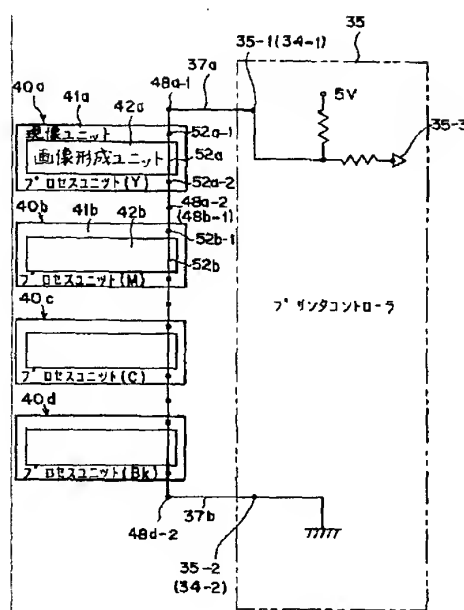 35
35-1(34-1)
37a
48a-1
40a
41a
42a
5V
35-3
52a-1
現像ユニット
画像形成ユニット
52a
プロセスユニット(Y)
52a-2
48a-2
(48b-1)
40b
41b
42b
52b-1
52b
プロセスユニット(M)
プリンタコントローラ
40c
プロセスユニット(C)
40d
プロセスユニット(Bk)
48d-2
37b
35-2
(34-2)